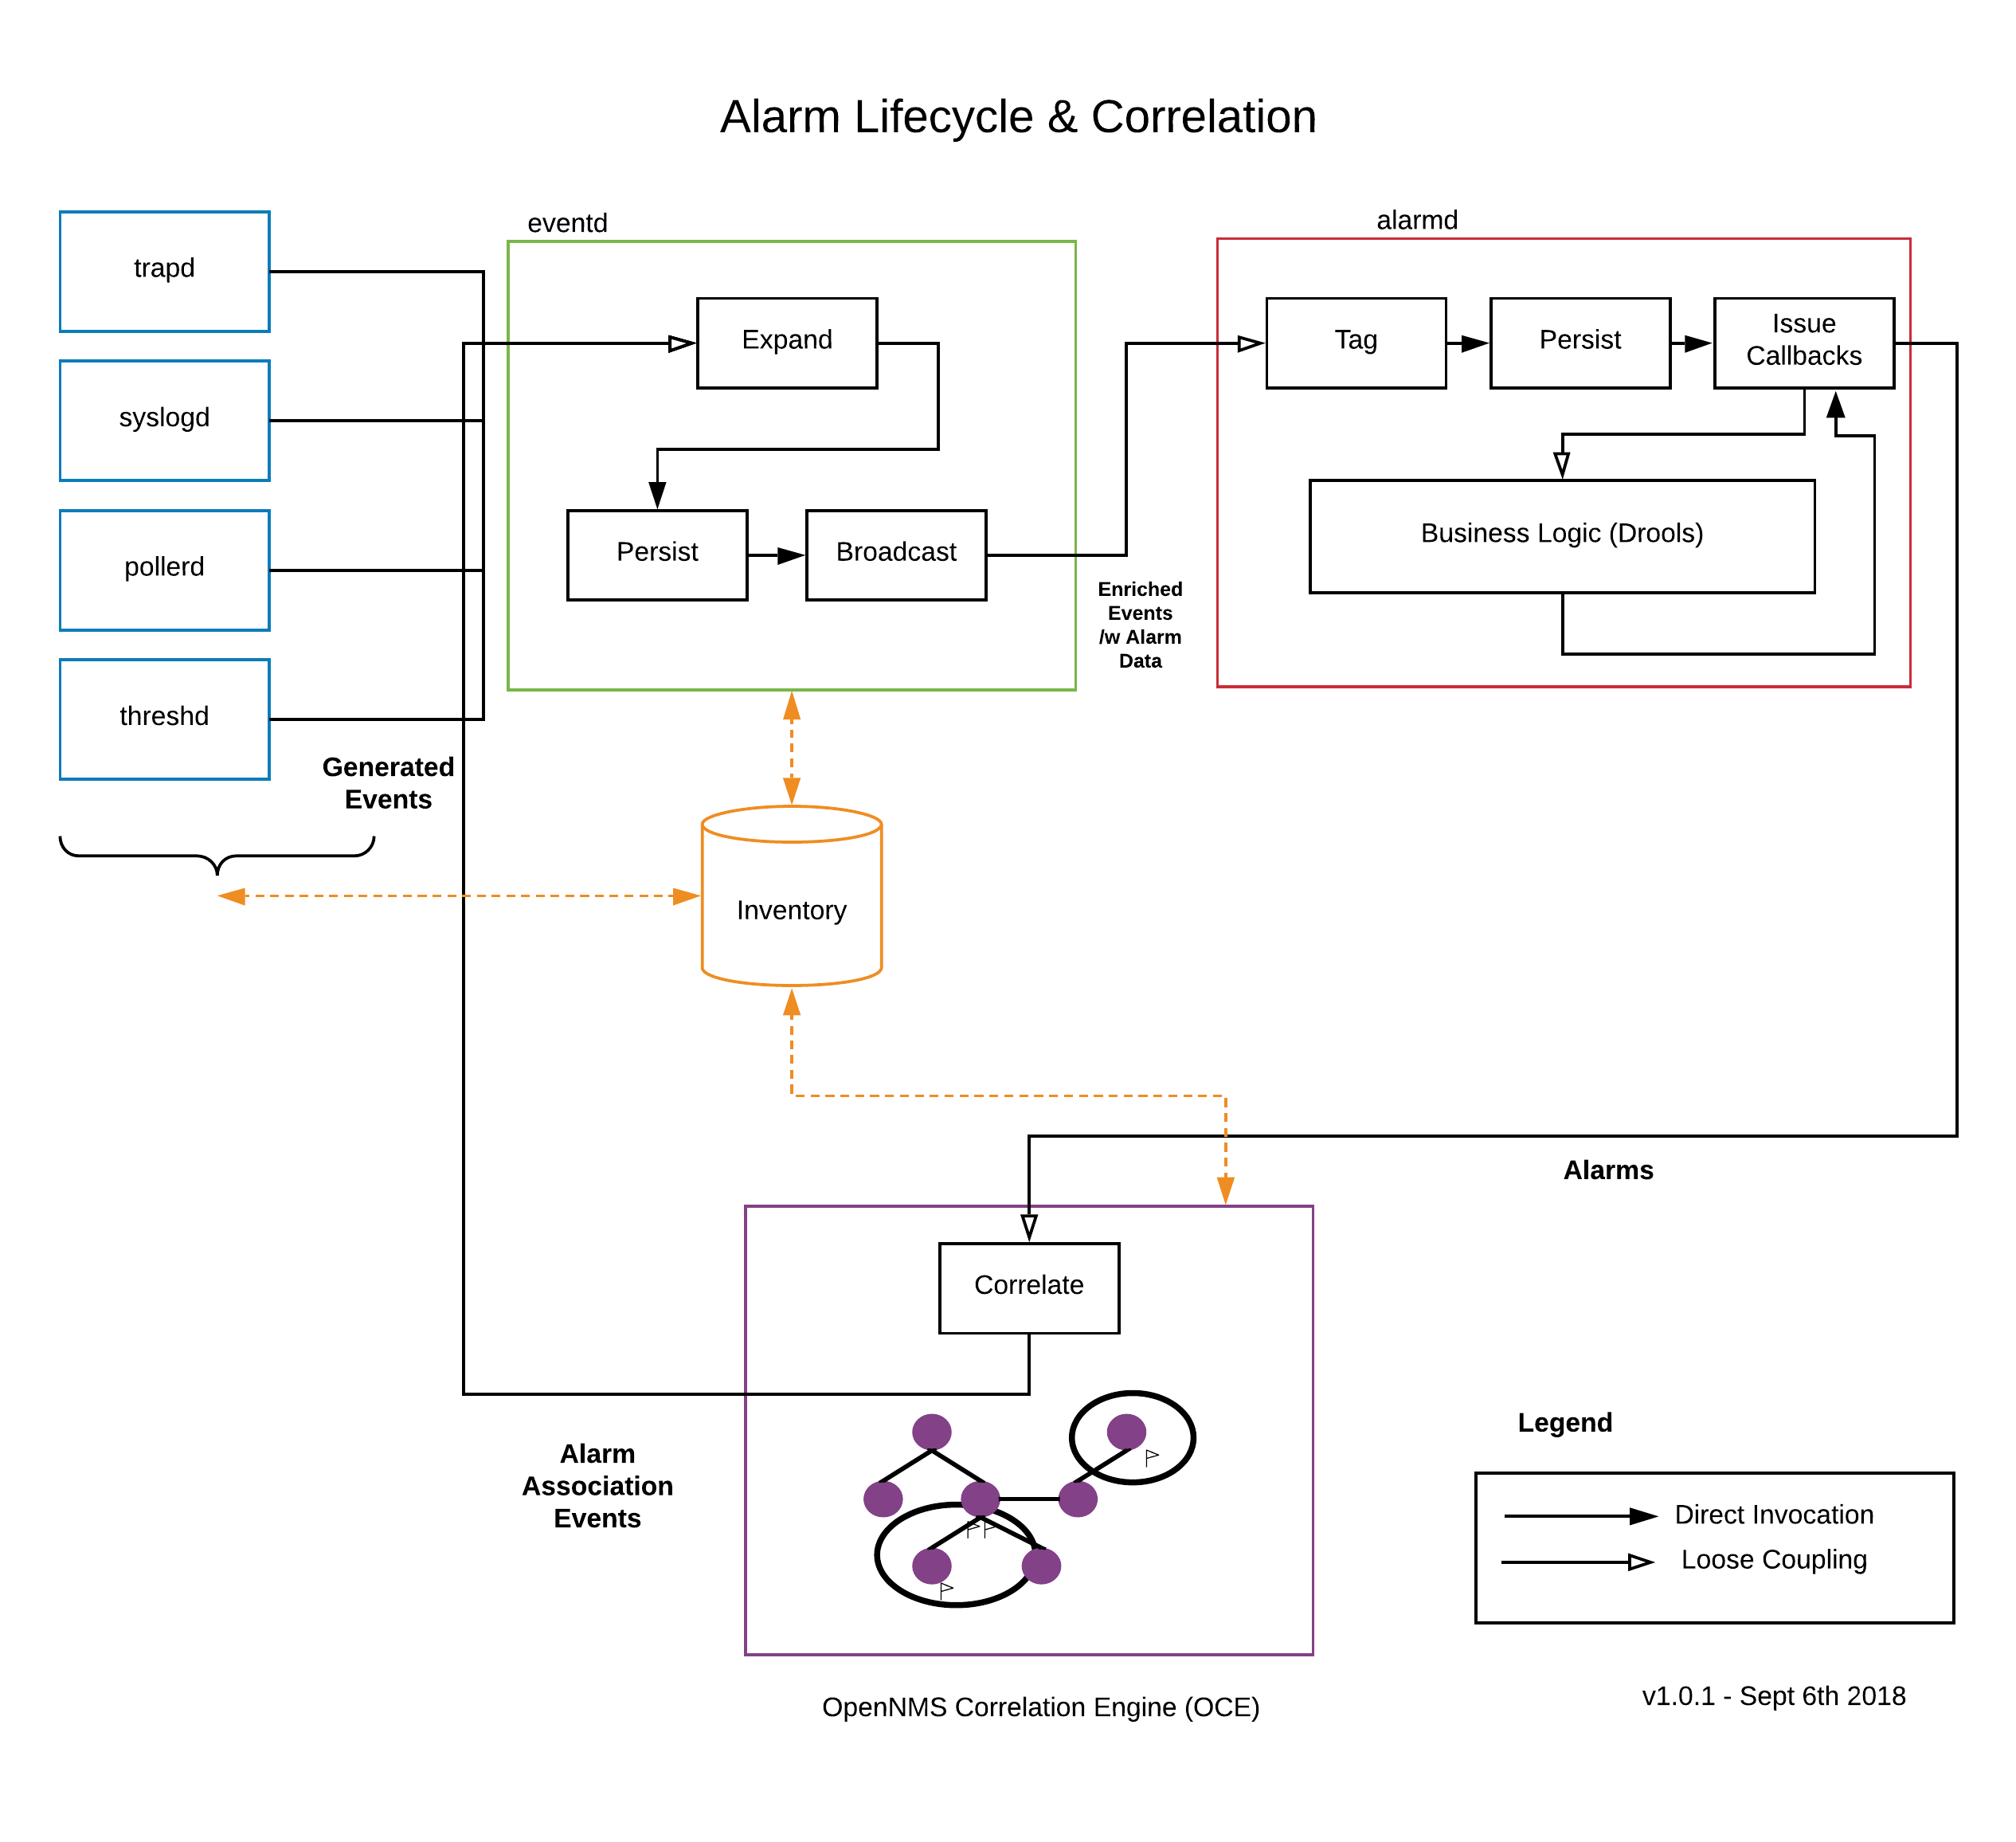 Alarm Lifecycle & Correlation
trapd
syslogd
pollerd
threshd
Generated
Events
eventd
Expand
Persist
Broadcast
Enriched
Events
/w Alarm
Data
alarmd
Tag
Persist
Issue
Callbacks
Business Logic (Drools)
Inventory
Alarms
Correlate
Alarm
Association
Events
OpenNMS Correlation Engine (OCE)
Legend
Direct Invocation
Loose Coupling
v1.0.1 - Sept 6th 2018